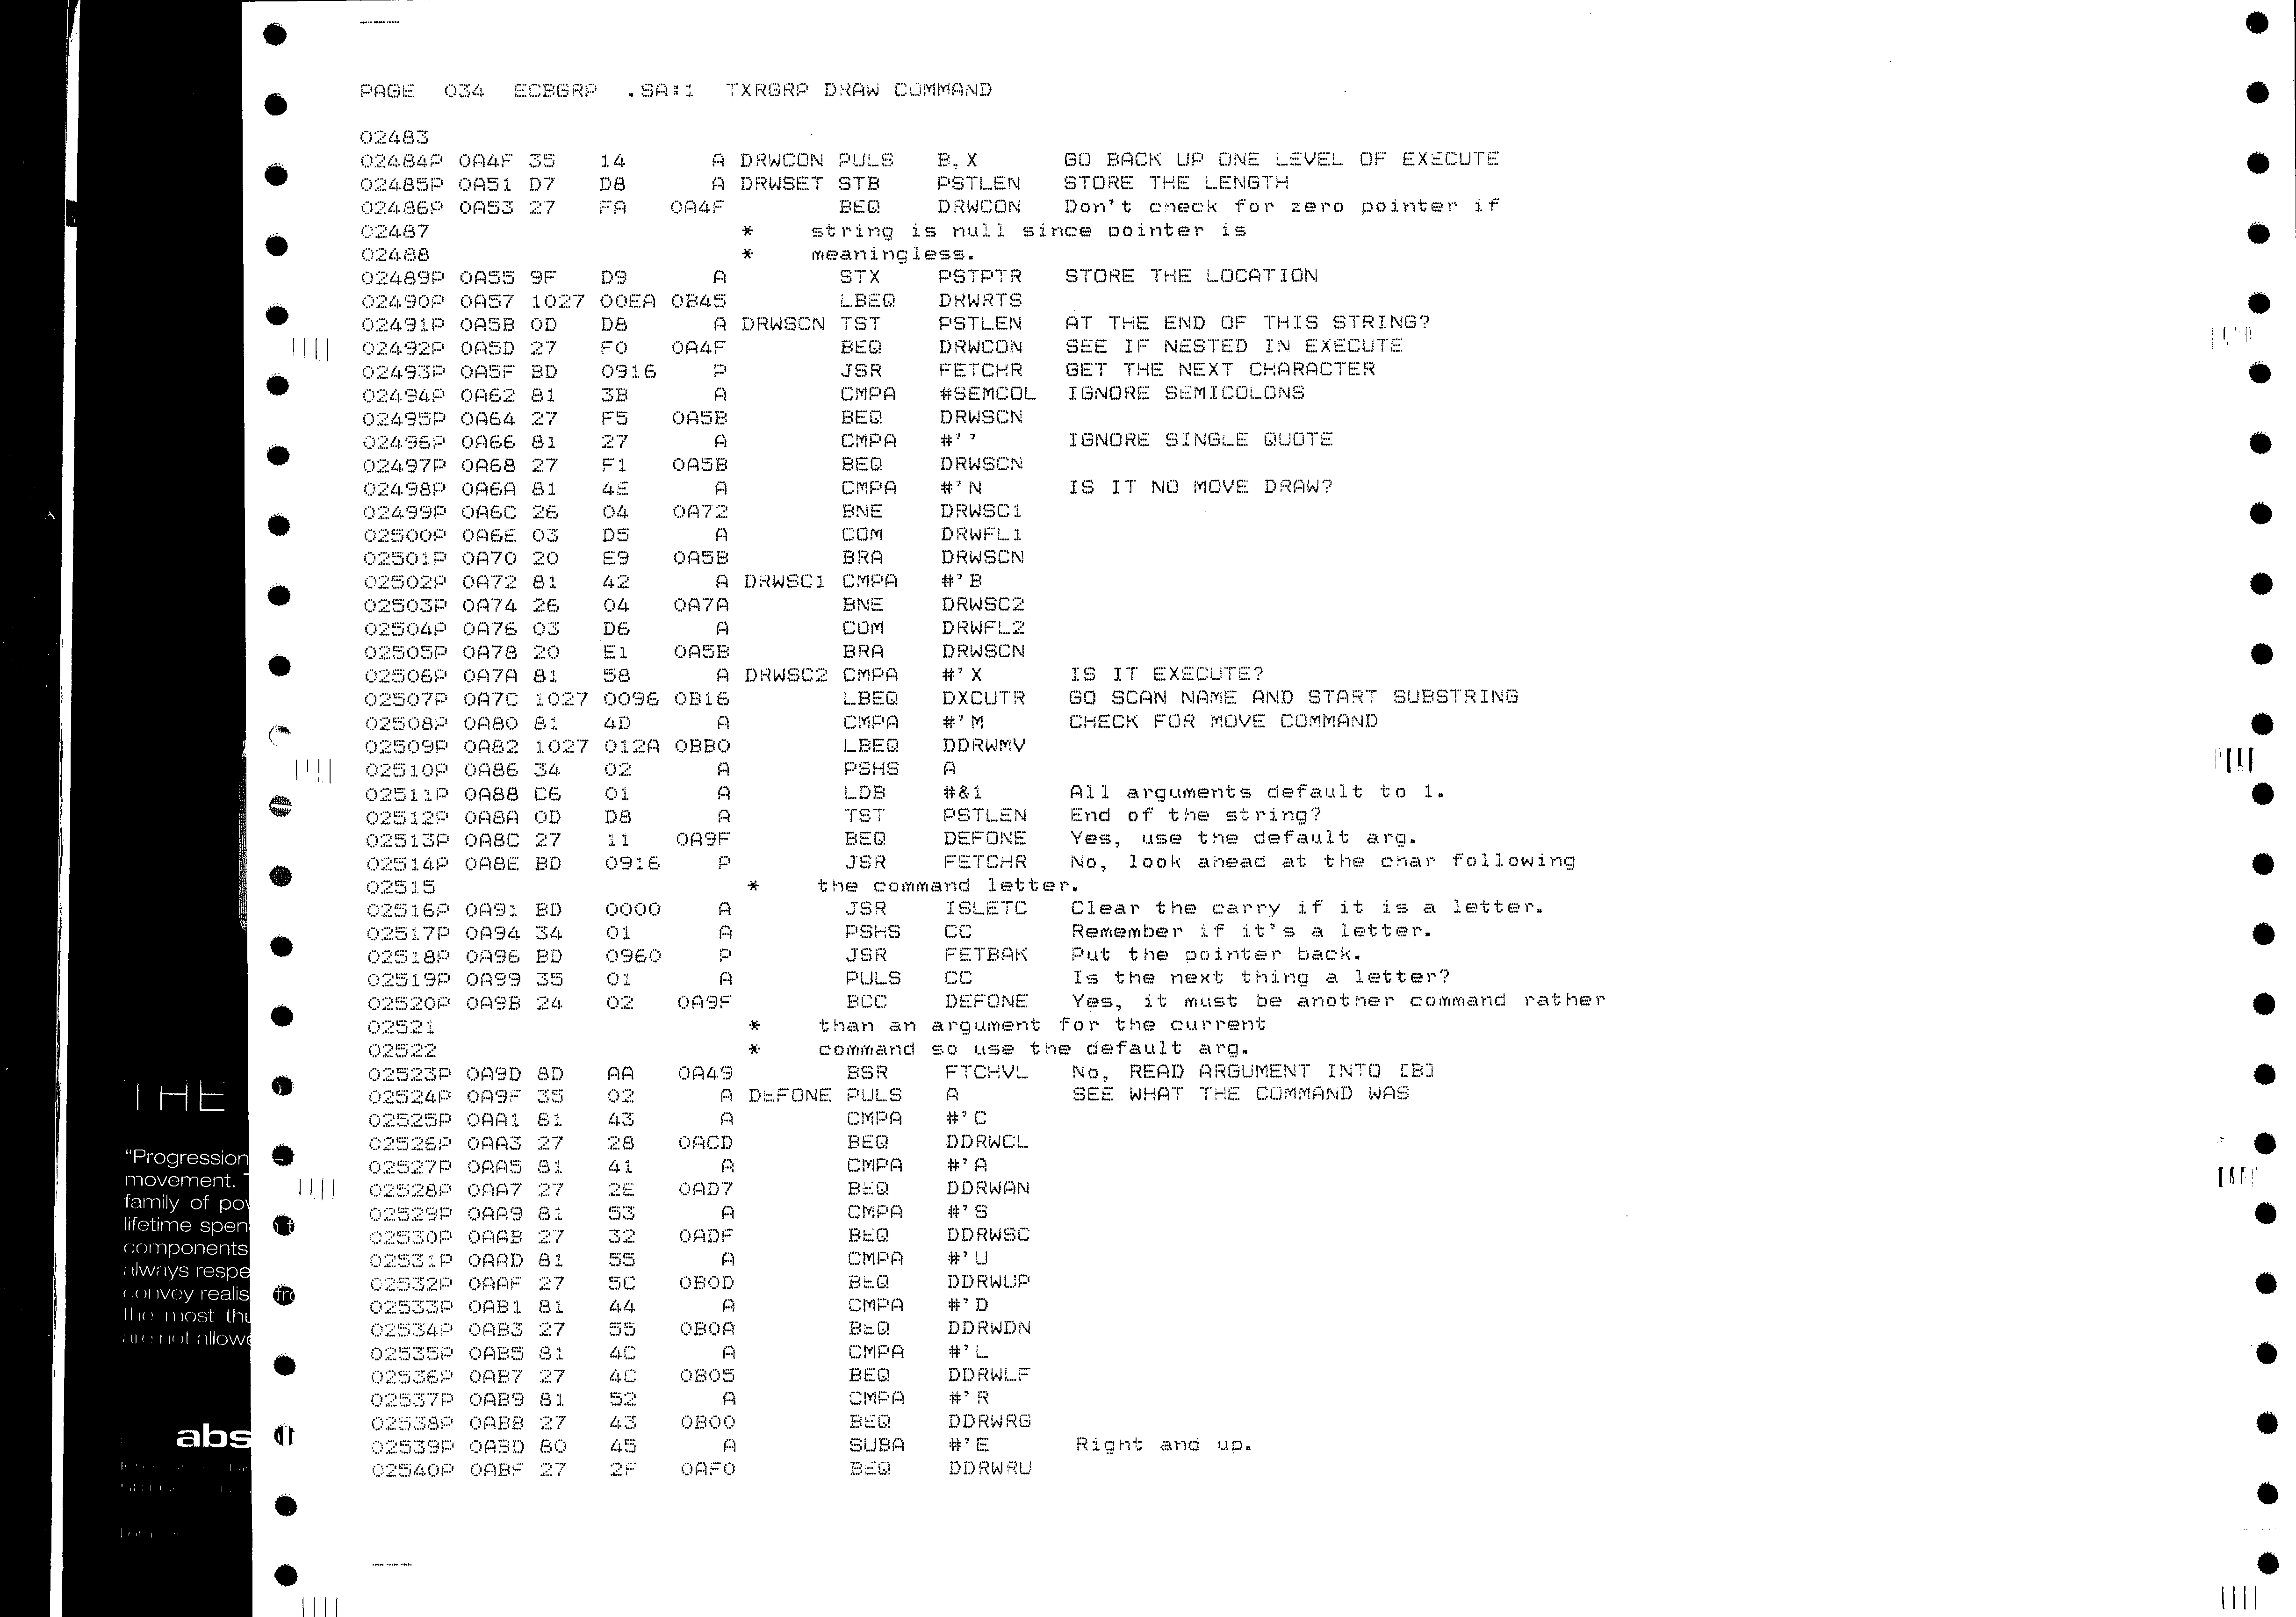 PAGE  034  ECBGRP  .SA:1  TXRGRP DRAW COMMAND
02483
02484P 0A4F 35   14        A DRWCON PULS   B,X      GO BACK UP ONE LEVEL OF EXECUTE
02485P 0A51 D7   D8        A DRWSET STB    PSTLEN   STORE THE LENGTH
02486P 0A53 27   FA   0A4F          BEQ    DRWCON   Don't check for zero pointer if
02487                        *      string is null since pointer is
02488                        *      meaningless.
02489P 0A55 9F   D9        A        STX    PSTPTR   STORE THE LOCATION
02490P 0A57 1027 00EA 0B45          LBEQ   DRWRTS
02491P 0A5B 0D   D8        A DRWSCN TST    PSTLEN   AT THE END OF THIS STRING?
02492P 0A5D 27   F0   0A4F          BEQ    DRWCON   SEE IF NESTED IN EXECUTE
02493P 0A5F BD   0916      P        JSR    FETCHR   GET THE NEXT CHARACTER
02494P 0A62 81   3B        A        CMPA   #SEMCOL  IGNORE SEMICOLONS
02495P 0A64 27   F5   0A5B          BEQ    DRWSCN
02496P 0A66 81   27        A        CMPA   #''      IGNORE SINGLE QUOTE
02497P 0A68 27   F1   0A5B          BEQ    DRWSCN
02498P 0A6A 81   4E        A        CMPA   #'N      IS IT NO MOVE DRAW?
02499P 0A6C 26   04   0A72          BNE    DRWSC1
02500P 0A6E 03   D5        A        COM    DRWFL1
02501P 0A70 20   E9   0A5B          BRA    DRWSCN
02502P 0A72 81   42        A DRWSC1 CMPA   #'B
02503P 0A74 26   04   0A7A          BNE    DRWSC2
02504P 0A76 03   D6        A        COM    DRWFL2
02505P 0A78 20   E1   0A5B          BRA    DRWSCN
02506P 0A7A 81   58        A DRWSC2 CMPA   #'X      IS IT EXECUTE?
02507P 0A7C 1027 0096 0B16          LBEQ   DXCUTR   GO SCAN NAME AND START SUBSTRING
02508P 0A80 81   4D        A        CMPA   #'M      CHECK FOR MOVE COMMAND
02509P 0A82 1027 012A 0BB0          LBEQ   DDRWMV
02510P 0A86 34   02        A        PSHS   A
02511P 0A88 C6   01        A        LDB    #&1      All arguments default to 1.
02512P 0A8A 0D   D8        A        TST    PSTLEN   End of the string?
02513P 0A8C 27   11   0A9F          BEQ    DEFONE   Yes, use the default arg.
02514P 0A8E BD   0916      P        JSR    FETCHR   No, look ahead at the char following
02515                        *      the command letter.
02516P 0A91 BD   0000      A        JSR    ISLETC   Clear the carry if it is a letter.
02517P 0A94 34   01        A        PSHS   CC       Remember if it's a letter.
02518P 0A96 BD   0960      P        JSR    FETBAK   Put the pointer back.
02519P 0A99 35   01        A        PULS   CC       Is the next thing a letter?
02520P 0A9B 24   02   0A9F          BCC    DEFONE   Yes, it must be another command rather
02521                        *      than an argument for the current
02522                        *      command so use the default arg.
02523P 0A9D 8D   AA   0A49          BSR    FTCHVL   No, READ ARGUMENT INTO [B]
02524P 0A9F 35   02        A DEFONE PULS   A        SEE WHAT THE COMMAND WAS
02525P 0AA1 81   43        A        CMPA   #'C
02526P 0AA3 27   28   0ACD          BEQ    DDRWCL
02527P 0AA5 81   41        A        CMPA   #'A
02528P 0AA7 27   2E   0AD7          BEQ    DDRWAN
02529P 0AA9 81   53        A        CMPA   #'S
02530P 0AAB 27   32   0ADF          BEQ    DDRWSC
02531P 0AAD 81   55        A        CMPA   #'U
02532P 0AAF 27   5C   0B0D          BEQ    DDRWUP
02533P 0AB1 81   44        A        CMPA   #'D
02534P 0AB3 27   55   0B0A          BEQ    DDRWDN
02535P 0AB5 81   4C        A        CMPA   #'L
02536P 0AB7 27   4C   0B05          BEQ    DDRWLF
02537P 0AB9 81   52        A        CMPA   #'R
02538P 0ABB 27   43   0B00          BEQ    DDRWRG
02539P 0ABD 80   45        A        SUBA   #'E      Right and up.
02540P 0ABF 27   2F   0AF0          BEQ    DDRWRU
THE
"Progression
movement.
family of pow
lifetime spen
components
always respe
convey realis
the most thu
are not allowe
abs